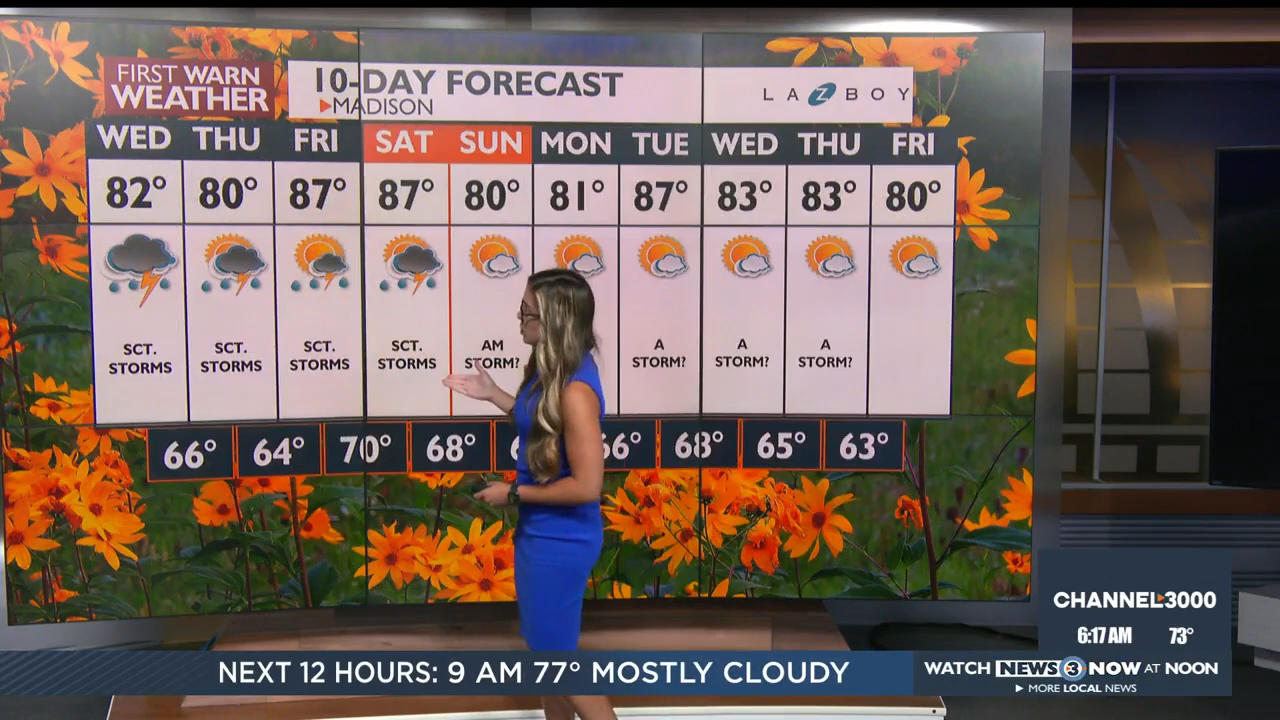 FIRST WARN
WEATHER
10-DAY FORECAST
MADISON
LA Z BOY
WED THU FRI SAT SUN MON TUE WED THU FRI
82° 80° 87° 87° 80° 81° 87° 83° 83° 80°
SCT. SCT. SCT. SCT. AM A A A
STORMS STORMS STORMS STORMS STORM? STORM? STORM? STORM?
66° 64° 70° 68° 68° 65° 63°
CHANNEL3000
6:17 AM 73°
NEXT 12 HOURS: 9 AM 77° MOSTLY CLOUDY
WATCH NEWS 3 NOW AT NOON
MORE LOCAL NEWS